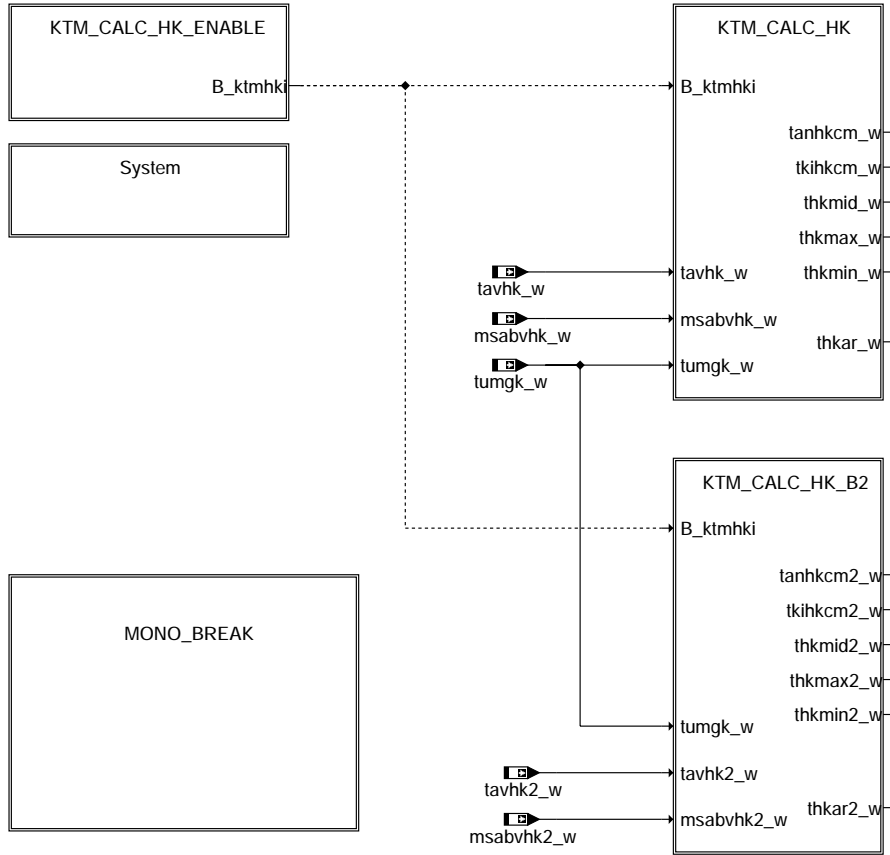 KTM_CALC_HK_ENABLE
B_ktmhki
System
KTM_CALC_HK
B_ktmhki
tanhkcm_w
tkihkcm_w
thkmid_w
thkmax_w
tavhk_w
thkmin_w
tavhk_w
msabvhk_w
msabvhk_w
thkar_w
tumgk_w
tumgk_w
KTM_CALC_HK_B2
B_ktmhki
tanhkcm2_w
tkihkcm2_w
MONO_BREAK
thkmid2_w
thkmax2_w
thkmin2_w
tumgk_w
tavhk2_w
tavhk2_w
thkar2_w
msabvhk2_w
msabvhk2_w